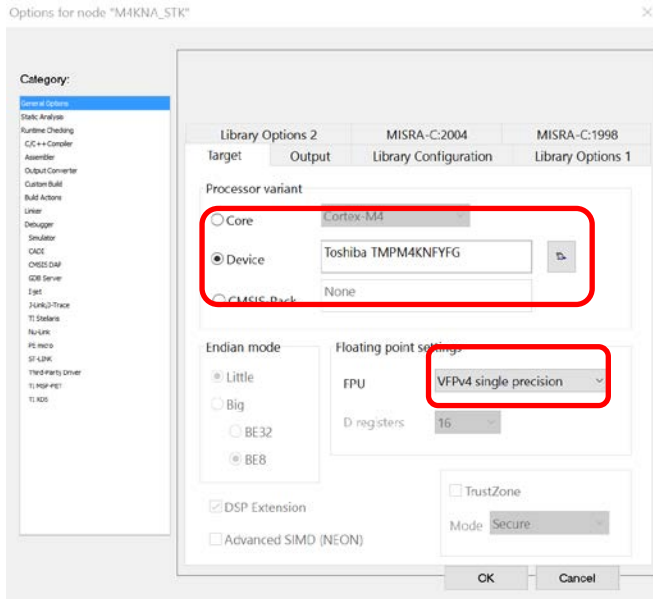 Options for node "M4KNA_STK"
Category:
General Options
Static Analysis
Runtime Checking
C/C++ Compiler
Assembler
Output Converter
Custom Build
Build Actions
Linker
Debugger
Simulator
CADI
CMSIS DAP
GDB Server
I-jet
J-Link/J-Trace
TI Stellaris
Nu-Link
PE micro
ST-LINK
Third-Party Driver
TI MSP-FET
TI XDS
Library Options 2 MISRA-C:2004 MISRA-C:1998
Target Output Library Configuration Library Options 1
Processor variant
Core Cortex-M4
Device Toshiba TMPM4KNFYFG
CMSIS-Pack None
Endian mode
Little
Big
BE32
BE8
Floating point settings
FPU VFPv4 single precision
D registers 16
DSP Extension
Advanced SIMD (NEON)
TrustZone
Mode Secure
OK Cancel